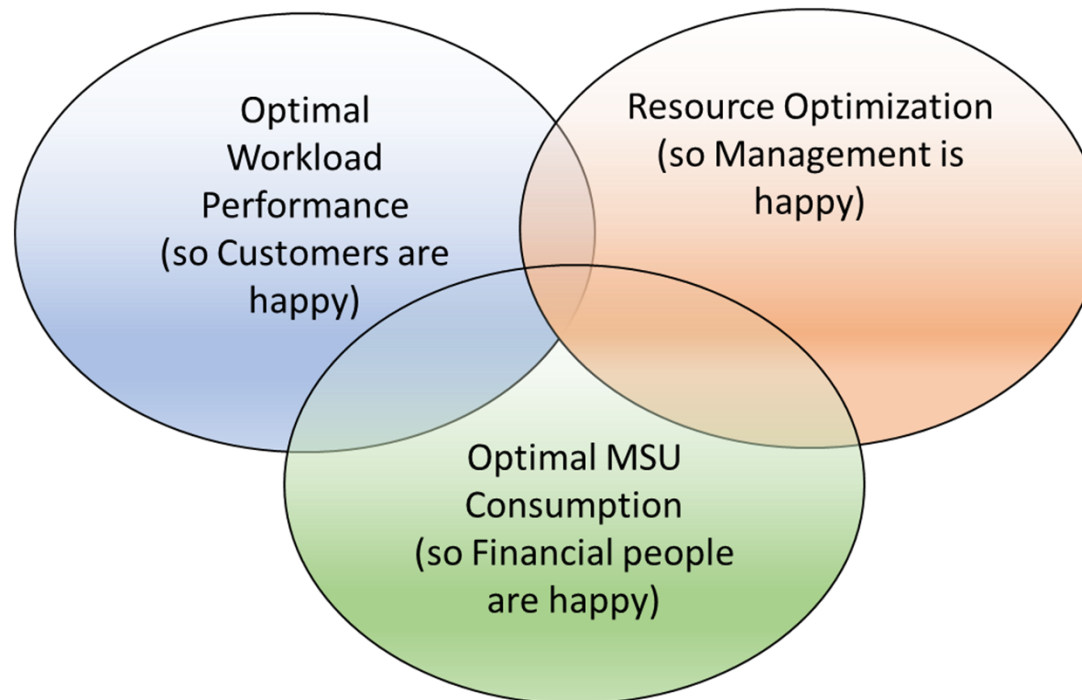 Optimal
Workload
Performance
(so Customers are
happy)
Resource Optimization
(so Management is
happy)
Optimal MSU
Consumption
(so Financial people
are happy)